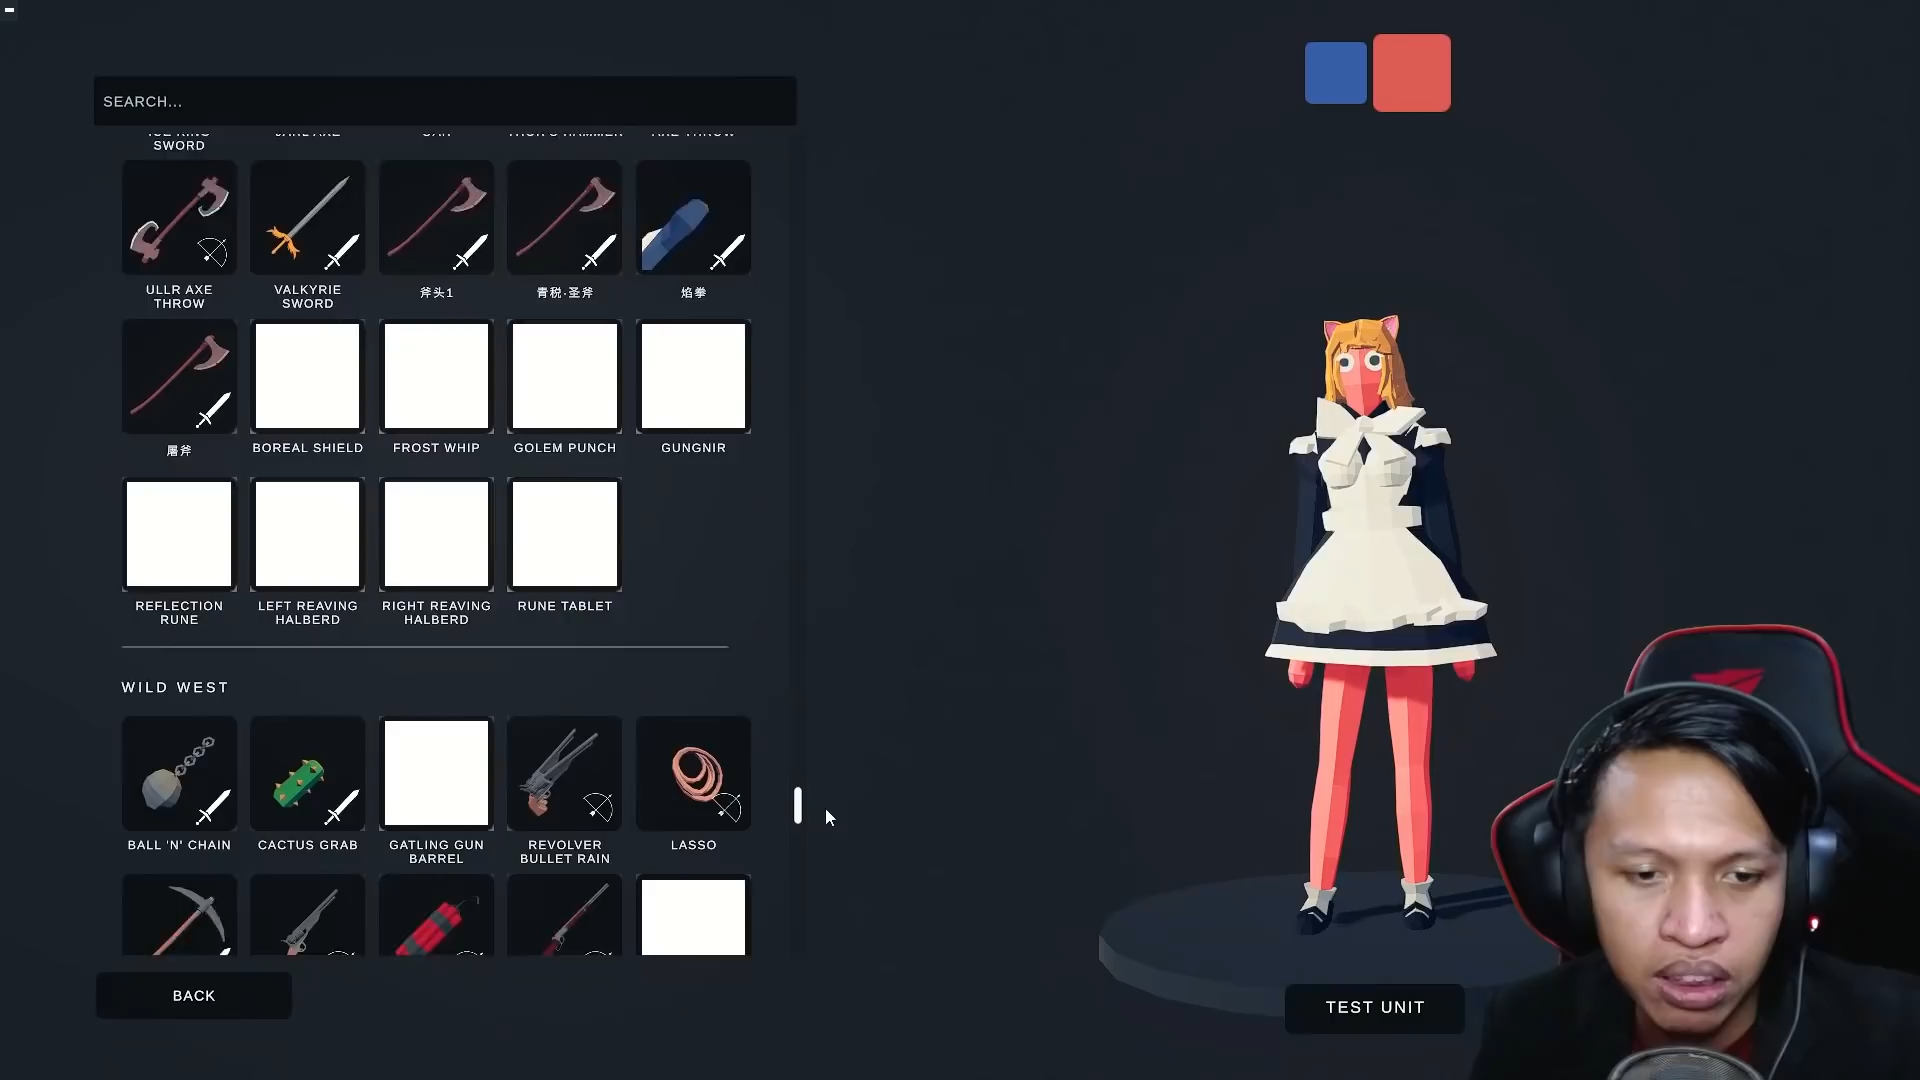 SEARCH...
SWORD
ULLR AXE
THROW
VALKYRIE
SWORD
斧头1
青税·圣斧
焰拳
屠斧
BOREAL SHIELD
FROST WHIP
GOLEM PUNCH
GUNGNIR
REFLECTION
RUNE
LEFT REAVING
HALBERD
RIGHT REAVING
HALBERD
RUNE TABLET
WILD WEST
BALL 'N' CHAIN
CACTUS GRAB
GATLING GUN
BARREL
REVOLVER
BULLET RAIN
LASSO
BACK
TEST UNIT